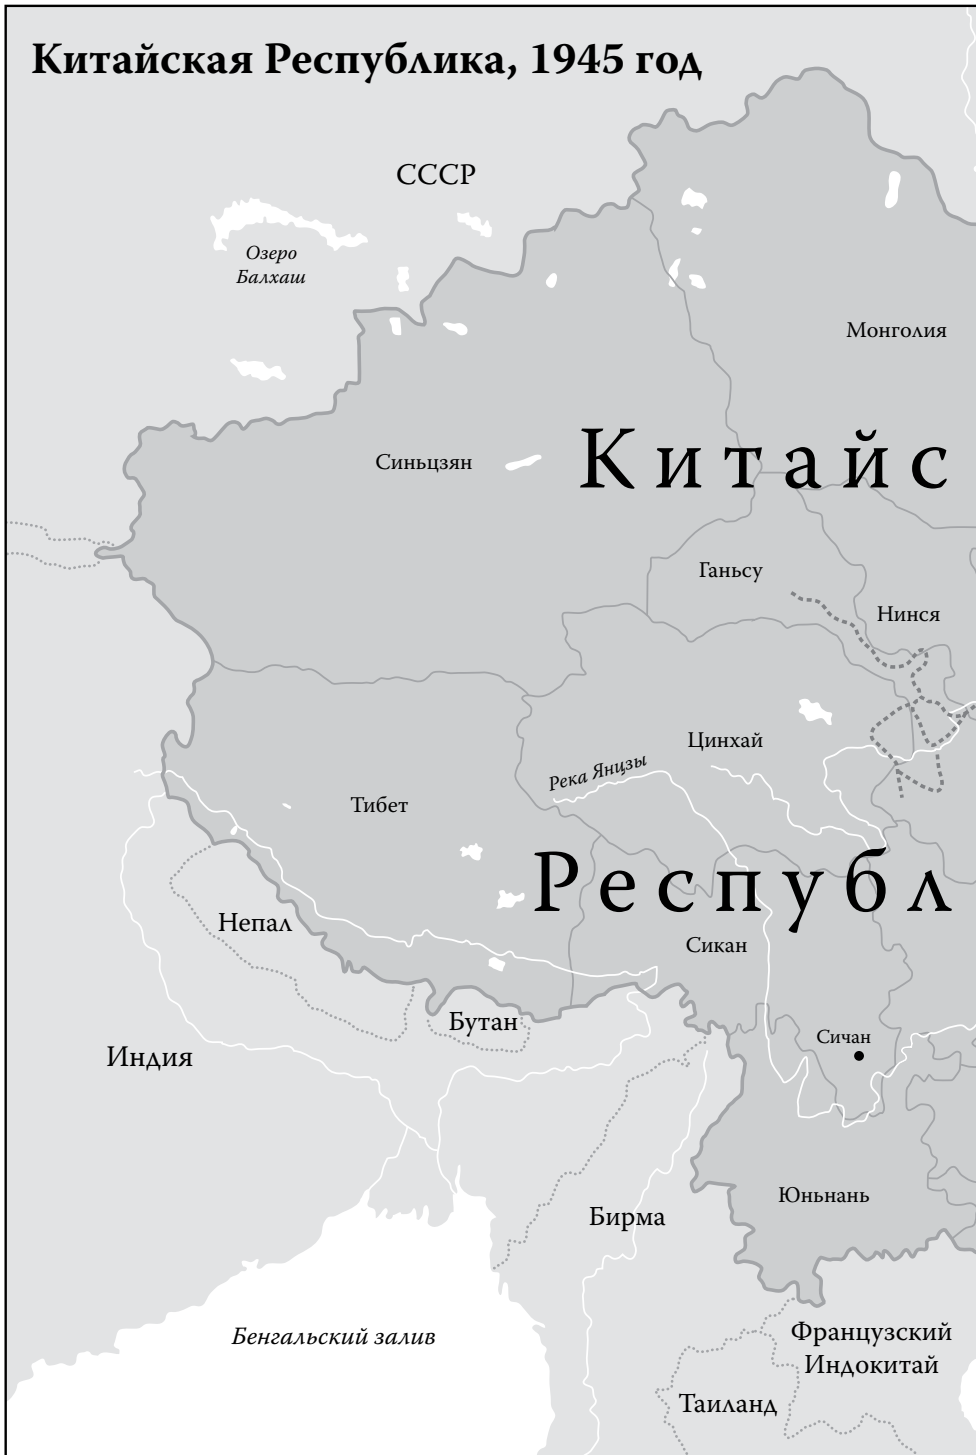 Китайская Республика, 1945 год
СССР
Озеро
Балхаш
Монголия
Китайс
Синьцзян
Ганьсу
Нинся
Цинхай
Река Янцзы
Тибет
Республ
Непал
Сикан
Бутан
Сичан
Индия
Юньнань
Бирма
Бенгальский залив
Французский
Индокитай
Таиланд